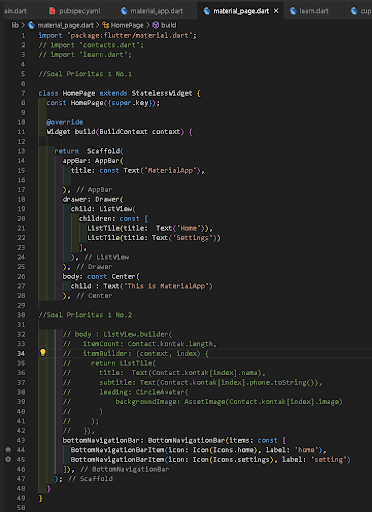 ain.dart pubspec.yaml material_app.dart material_page.dart learn.dart cup
lib > material_page.dart > HomePage > build
1 import 'package:flutter/material.dart';
2 // import 'contacts.dart';
3 // import 'learn.dart';
4
5 //Soal Prioritas 1 No.1
6
7 class HomePage extends StatelessWidget {
8 const HomePage({super.key});
9
10 @override
11 Widget build(BuildContext context) {
12
13 return Scaffold(
14 appBar: AppBar(
15 title: const Text("MaterialApp"),
16
17 ), // AppBar
18 drawer: Drawer(
19 child: ListView(
20 children: const [
21 ListTile(title: Text('Home')),
22 ListTile(title: Text('Settings'))
23 ],
24 ), // ListView
25 ), // Drawer
26 body: const Center(
27 child : Text("This is MaterialApp")
28 ), // Center
29
30 //Soal Prioritas 1 No.2
31
32 // body : ListView.builder(
33 // itemCount: Contact.kontak.length,
34 // itemBuilder: (context, index) {
35 // return ListTile(
36 // title: Text(Contact.kontak[index].nama),
37 // subtitle: Text(Contact.kontak[index].phone.toString()),
38 // leading: CircleAvatar(
39 // backgroundImage: AssetImage(Contact.kontak[index].image)
40 // )
41 // );
42 // }),
43 bottomNavigationBar: BottomNavigationBar(items: const [
44 BottomNavigationBarItem(icon: Icon(Icons.home), label: 'home'),
45 BottomNavigationBarItem(icon: Icon(Icons.settings), label: 'setting')
46 ]), // BottomNavigationBar
47 ); // Scaffold
48 }
49 }
50